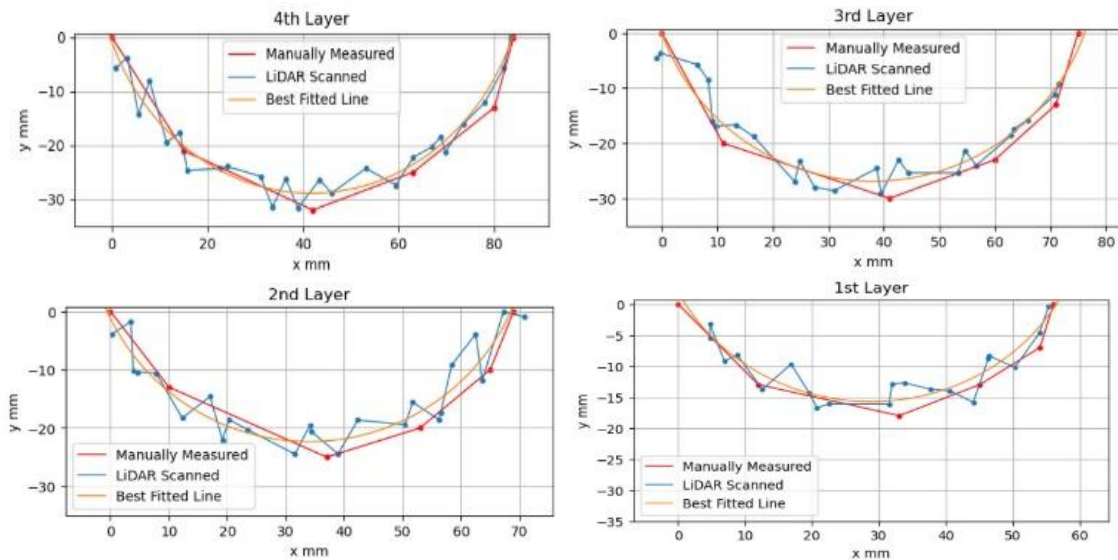 4th Layer
0
−10
−20
−30
y mm
0
20
40
60
80
x mm
Manually Measured
LiDAR Scanned
Best Fitted Line
3rd Layer
0
−5
−10
−15
−20
−25
−30
y mm
0
10
20
30
40
50
60
70
80
x mm
Manually Measured
LiDAR Scanned
Best Fitted Line
2nd Layer
0
−10
−20
−30
y mm
0
10
20
30
40
50
60
70
x mm
Manually Measured
LiDAR Scanned
Best Fitted Line
1st Layer
0
−5
−10
−15
−20
−25
−30
−35
y mm
0
10
20
30
40
50
60
x mm
Manually Measured
LiDAR Scanned
Best Fitted Line